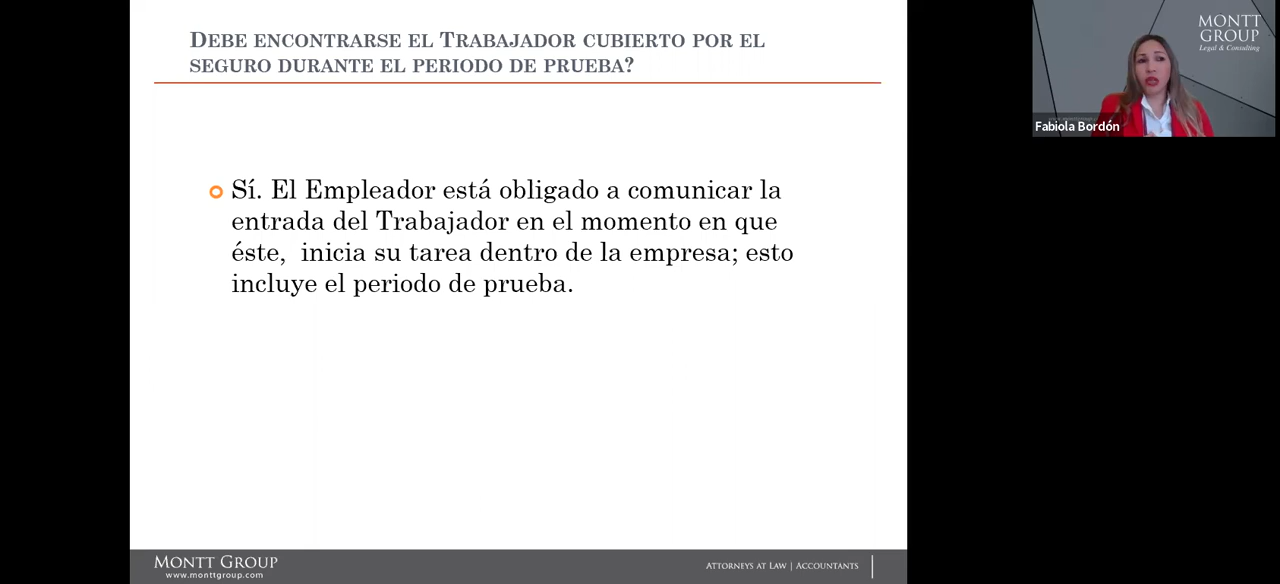 DEBE ENCONTRARSE EL TRABAJADOR CUBIERTO POR EL
SEGURO DURANTE EL PERIODO DE PRUEBA?
Sí. El Empleador está obligado a comunicar la
entrada del Trabajador en el momento en que
éste,  inicia su tarea dentro de la empresa; esto
incluye el periodo de prueba.
MONTT GROUP
www.monttgroup.com
ATTORNEYS AT LAW | ACCOUNTANTS
MONTT
GROUP
Legal & Consulting
Fabiola Bordón